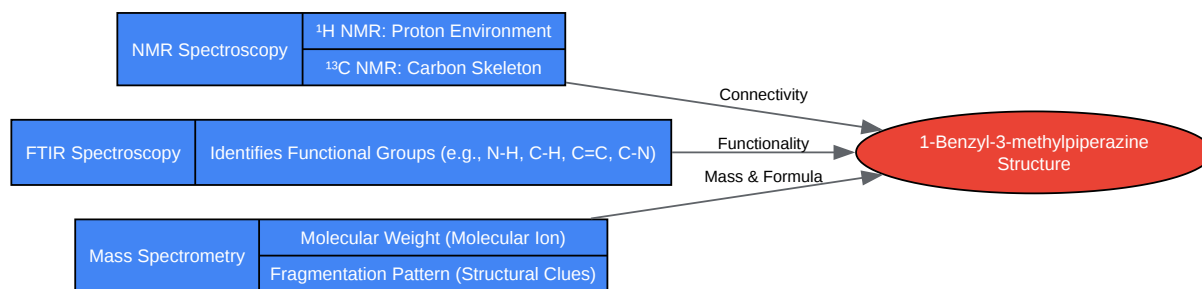 NMR Spectroscopy
¹H NMR: Proton Environment
¹³C NMR: Carbon Skeleton
Connectivity
FTIR Spectroscopy
Identifies Functional Groups (e.g., N-H, C-H, C=C, C-N)
Functionality
1-Benzyl-3-methylpiperazine
Structure
Mass & Formula
Mass Spectrometry
Molecular Weight (Molecular Ion)
Fragmentation Pattern (Structural Clues)